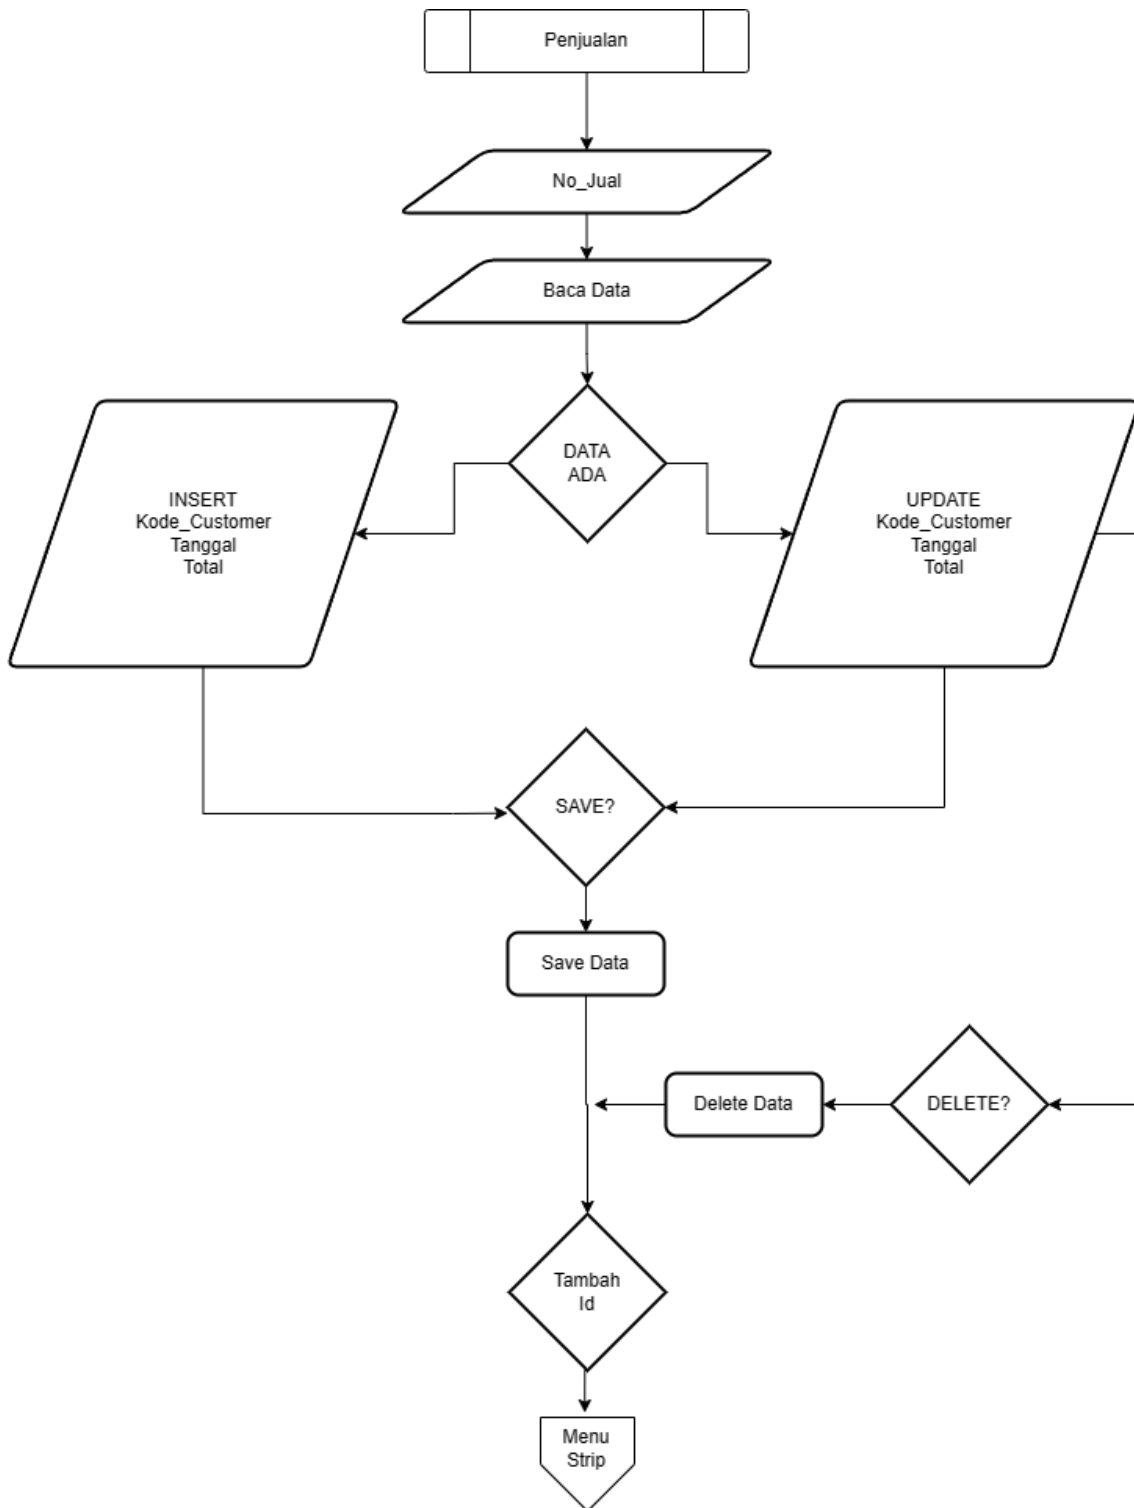 Penjualan
No_Jual
Baca Data
DATA
ADA
INSERT
Kode_Customer
Tanggal
Total
UPDATE
Kode_Customer
Tanggal
Total
SAVE?
Save Data
Delete Data
DELETE?
Tambah
Id
Menu
Strip